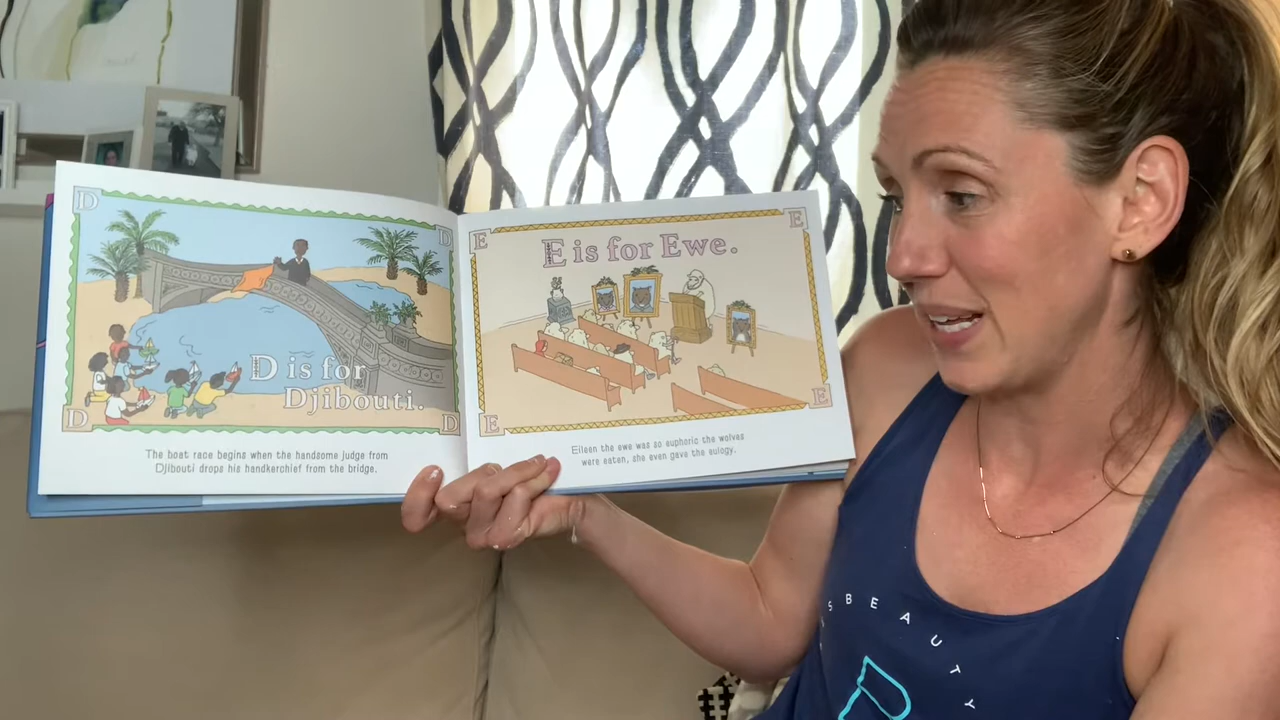 D
D
D is for
Djibouti.
D
D
The boat race begins when the handsome judge from
Djibouti drops his handkerchief from the bridge.
E
E
E is for Ewe.
E
E
Eileen the ewe was so euphoric the wolves
were eaten, she even gave the eulogy.
SBEAUTY